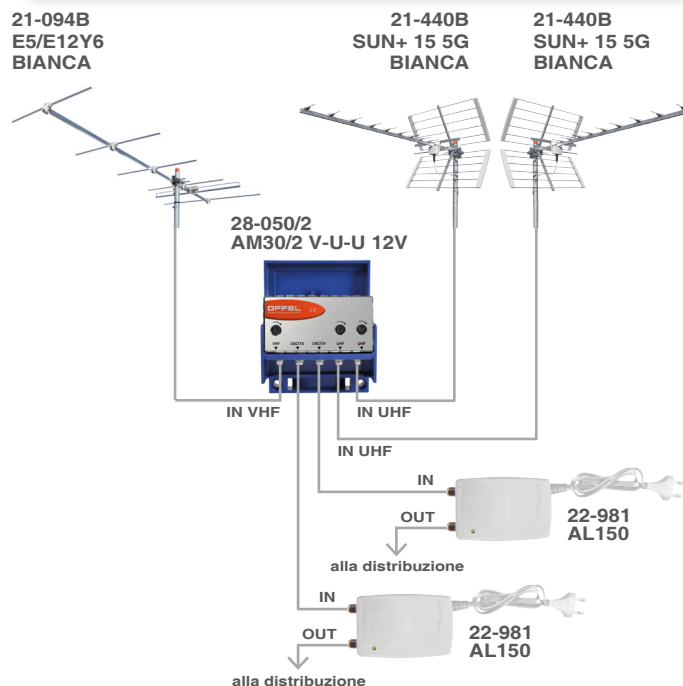 21-094B
E5/E12Y6
BIANCA
21-440B
SUN+ 15 5G
BIANCA
21-440B
SUN+ 15 5G
BIANCA
28-050/2
AM30/2 V-U-U 12V
OFFEL
VHF USCITA USCITA UHF UHF
IN VHF
IN UHF
IN UHF
IN
OUT
22-981
AL150
alla distribuzione
IN
OUT
22-981
AL150
alla distribuzione